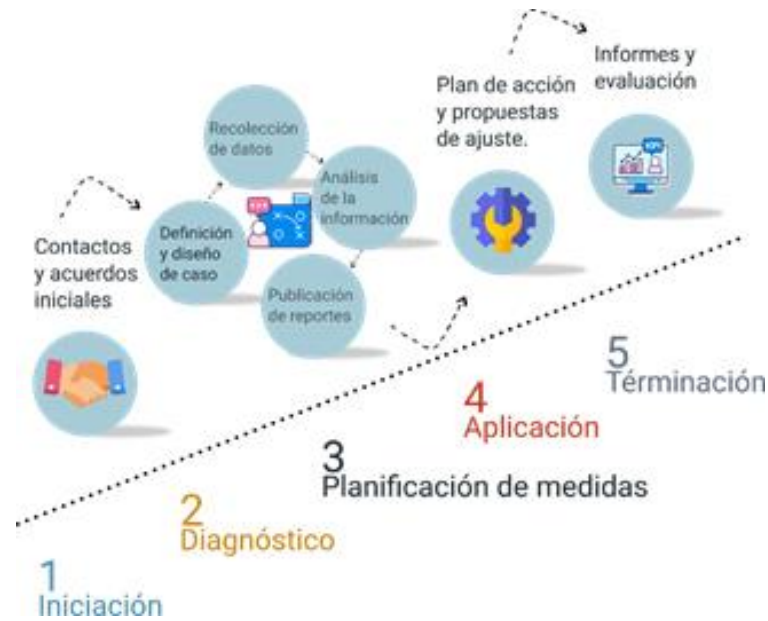 Informes y
evaluación
Plan de acción
y propuestas
de ajuste.
Recolección
de datos
Análisis
de la
información
Definición
y diseño
de caso
Contactos
y acuerdos
iniciales
Publicación
de reportes
5
Términación
4
Aplicación
3
Planificación de medidas
2
Diagnóstico
1
Iniciación